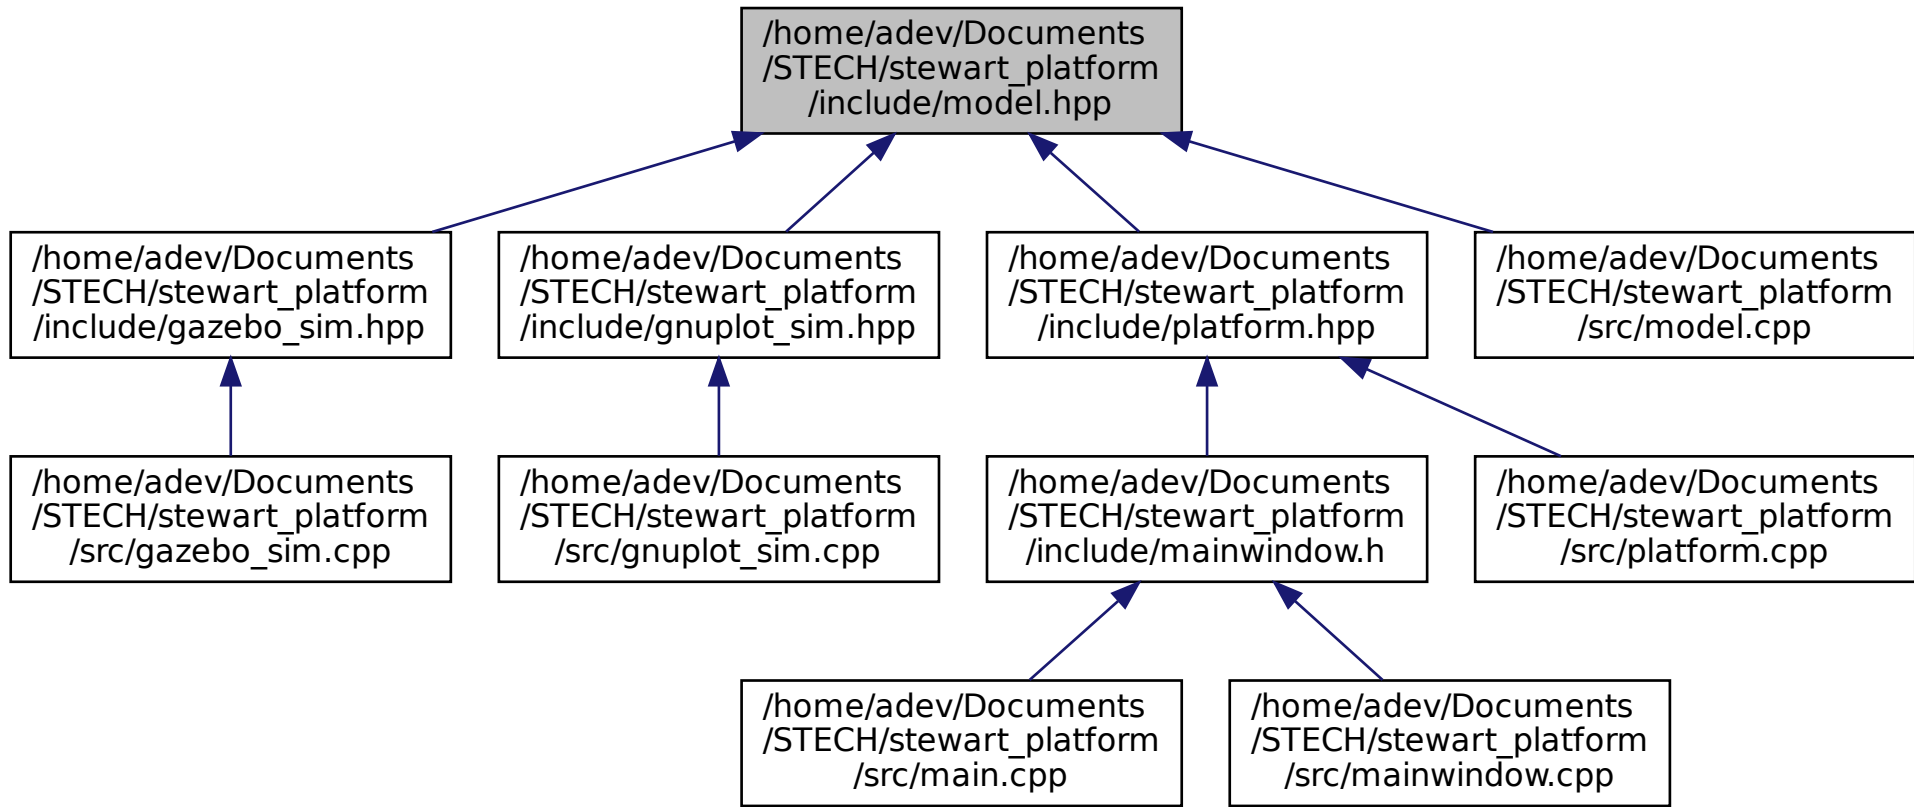 /home/adev/Documents
/STECH/stewart_platform
/include/model.hpp
/home/adev/Documents
/STECH/stewart_platform
/include/gazebo_sim.hpp
/home/adev/Documents
/STECH/stewart_platform
/include/gnuplot_sim.hpp
/home/adev/Documents
/STECH/stewart_platform
/include/platform.hpp
/home/adev/Documents
/STECH/stewart_platform
/src/model.cpp
/home/adev/Documents
/STECH/stewart_platform
/src/gazebo_sim.cpp
/home/adev/Documents
/STECH/stewart_platform
/src/gnuplot_sim.cpp
/home/adev/Documents
/STECH/stewart_platform
/include/mainwindow.h
/home/adev/Documents
/STECH/stewart_platform
/src/platform.cpp
/home/adev/Documents
/STECH/stewart_platform
/src/main.cpp
/home/adev/Documents
/STECH/stewart_platform
/src/mainwindow.cpp